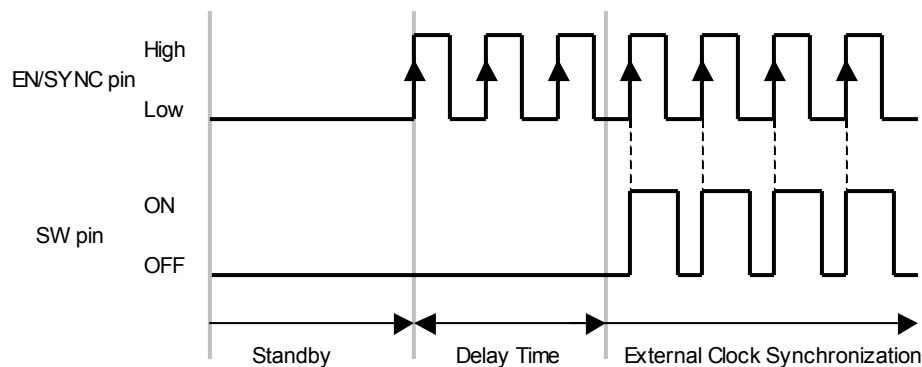 High
EN/SYNC pin
Low
ON
SW pin
OFF
Standby
Delay Time
External Clock Synchronization